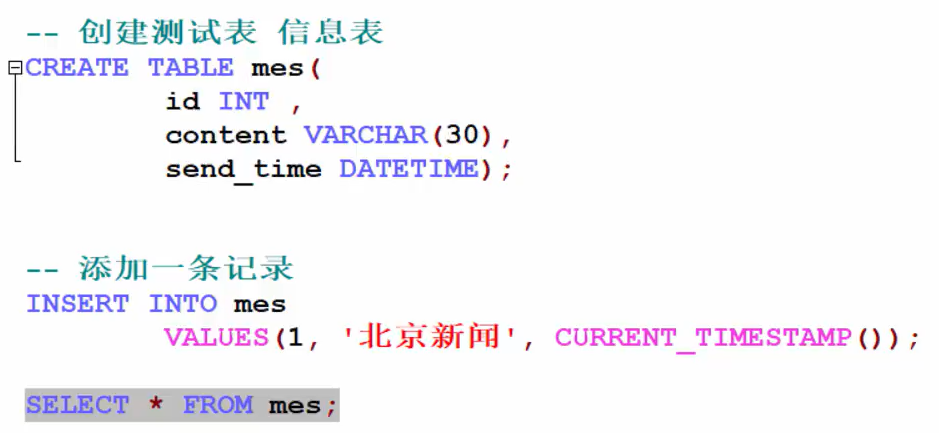 -- 创建测试表 信息表
CREATE TABLE mes(
id INT ,
content VARCHAR(30),
send_time DATETIME);
-- 添加一条记录
INSERT INTO mes
VALUES(1, '北京新闻', CURRENT_TIMESTAMP());
SELECT * FROM mes;